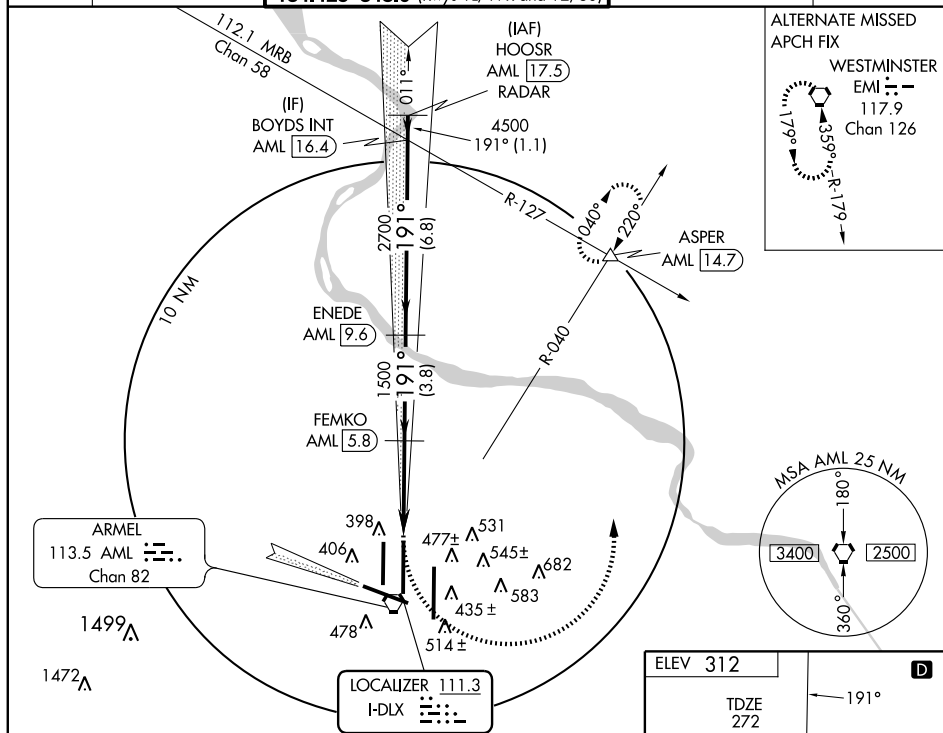 112.1 MRB
Chan 58
(IAF)
HOOSR
AML 17.5
RADAR
011°
(IF)
BOYDS INT
AML 16.4
4500
191° (1.1)
ALTERNATE MISSED
APCH FIX
WESTMINSTER
EMI
117.9
Chan 126
179°
359°
R-179
R-127
040°
220°
ASPER
AML 14.7
2700
191°
(6.8)
10 NM
ENEDE
AML 9.6
R-040
1500
191°
(3.8)
FEMKO
AML 5.8
MSA AML 25 NM
180°
3400
2500
360°
ARMEL
113.5 AML
Chan 82
398
406
477±
531
545±
682
583
435 ±
478
514 ±
1499
1472
LOCALIZER 111.3
I-DLX
ELEV 312
D
TDZE
272
191°